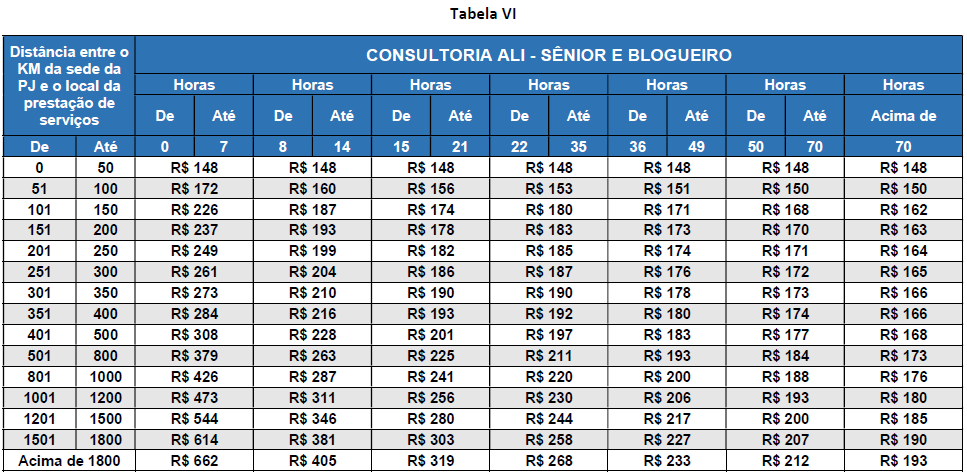 Tabela VI
Distância entre o KM da sede da PJ e o local da prestação de serviços
CONSULTORIA ALI - SÊNIOR E BLOGUEIRO
Horas Horas Horas Horas Horas Horas Horas
De Até De Até De Até De Até De Até De Até Acima de
De Até 0 7 8 14 15 21 22 35 36 49 50 70 70
0 50 R$ 148 R$ 148 R$ 148 R$ 148 R$ 148 R$ 148 R$ 148
51 100 R$ 172 R$ 160 R$ 156 R$ 153 R$ 151 R$ 150 R$ 150
101 150 R$ 226 R$ 187 R$ 174 R$ 180 R$ 171 R$ 168 R$ 162
151 200 R$ 237 R$ 193 R$ 178 R$ 183 R$ 173 R$ 170 R$ 163
201 250 R$ 249 R$ 199 R$ 182 R$ 185 R$ 174 R$ 171 R$ 164
251 300 R$ 261 R$ 204 R$ 186 R$ 187 R$ 176 R$ 172 R$ 165
301 350 R$ 273 R$ 210 R$ 190 R$ 190 R$ 178 R$ 173 R$ 166
351 400 R$ 284 R$ 216 R$ 193 R$ 192 R$ 180 R$ 174 R$ 166
401 500 R$ 308 R$ 228 R$ 201 R$ 197 R$ 183 R$ 177 R$ 168
501 800 R$ 379 R$ 263 R$ 225 R$ 211 R$ 193 R$ 184 R$ 173
801 1000 R$ 426 R$ 287 R$ 241 R$ 220 R$ 200 R$ 188 R$ 176
1001 1200 R$ 473 R$ 311 R$ 256 R$ 230 R$ 206 R$ 193 R$ 180
1201 1500 R$ 544 R$ 346 R$ 280 R$ 244 R$ 217 R$ 200 R$ 185
1501 1800 R$ 614 R$ 381 R$ 303 R$ 258 R$ 227 R$ 207 R$ 190
Acima de 1800 R$ 662 R$ 405 R$ 319 R$ 268 R$ 233 R$ 212 R$ 193